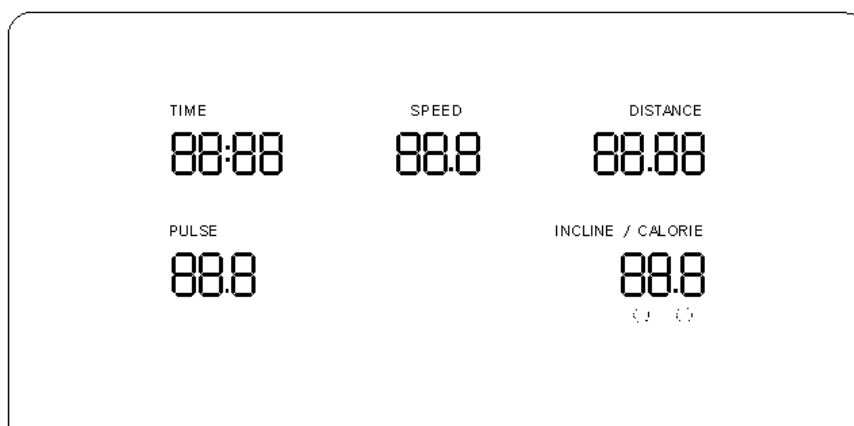 TIME SPEED DISTANCE
88:88 88.8 88.88
PULSE INCLINE / CALORIE
88.8 88.8